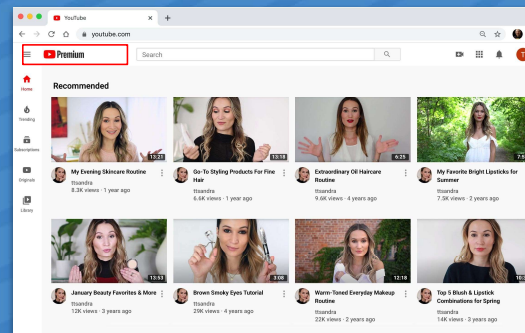 YouTube
youtube.com
Premium
Search
Home
Trending
Subscriptions
Originals
Library
Recommended
13:21
13:18
6:25
My Evening Skincare Routine
ttsandra
8.3K views · 1 year ago
Go-To Styling Products For Fine
Hair
ttsandra
6.6K views · 1 year ago
Extraordinary Oil Haircare
Routine
ttsandra
9.6K views · 4 years ago
My Favorite Bright Lipsticks for
Summer
ttsandra
7.5K views · 2 years ago
13:53
3:08
12:18
January Beauty Favorites & More
ttsandra
12K views · 3 years ago
Brown Smoky Eyes Tutorial
ttsandra
29K views · 4 years ago
Warm-Toned Everyday Makeup
Routine
ttsandra
22K views · 2 years ago
Top 5 Blush & Lipstick
Combinations for Spring
ttsandra
14K views · 3 years ago